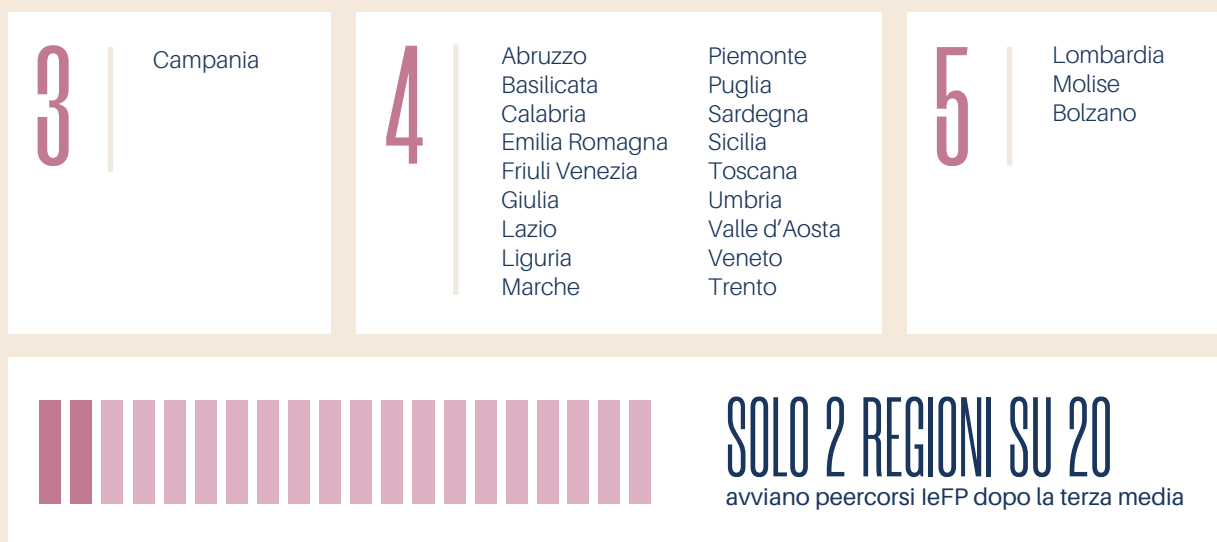 3
Campania
4
Abruzzo
Basilicata
Calabria
Emilia Romagna
Friuli Venezia
Giulia
Lazio
Liguria
Marche
Piemonte
Puglia
Sardegna
Sicilia
Toscana
Umbria
Valle d’Aosta
Veneto
Trento
5
Lombardia
Molise
Bolzano
SOLO 2 REGIONI SU 20
avviano peercorsi IeFP dopo la terza media